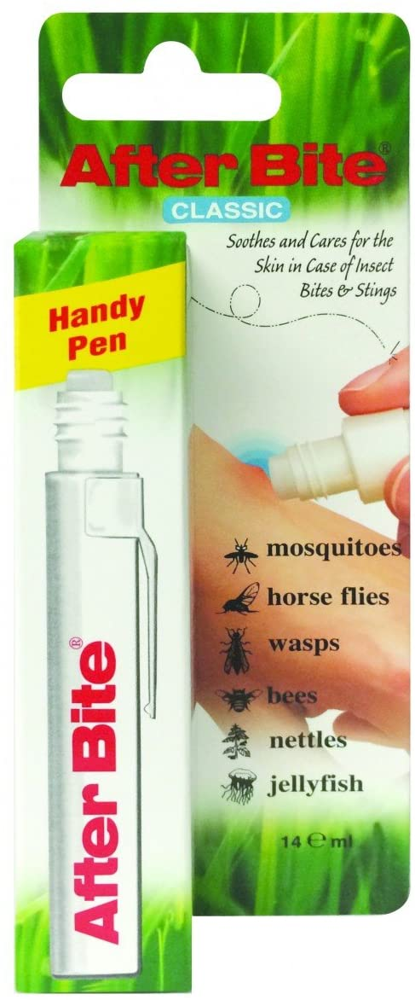 After Bite®
CLASSIC
Soothes and Cares for the
Skin in Case of Insect
Bites & Stings
Handy
Pen
After Bite®
mosquitoes
horse flies
wasps
bees
nettles
jellyfish
14 e ml